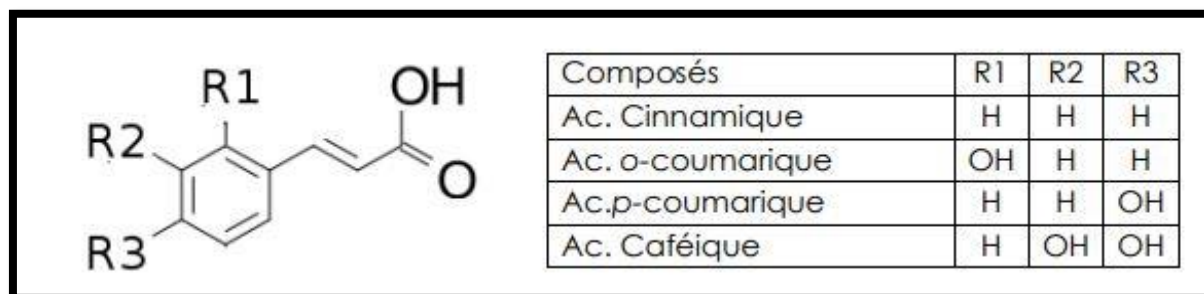 R1
OH
R2
O
R3
Composés R1 R2 R3
Ac. Cinnamique H H H
Ac. o-coumarique OH H H
Ac.p-coumarique H H OH
Ac. Caféique H OH OH